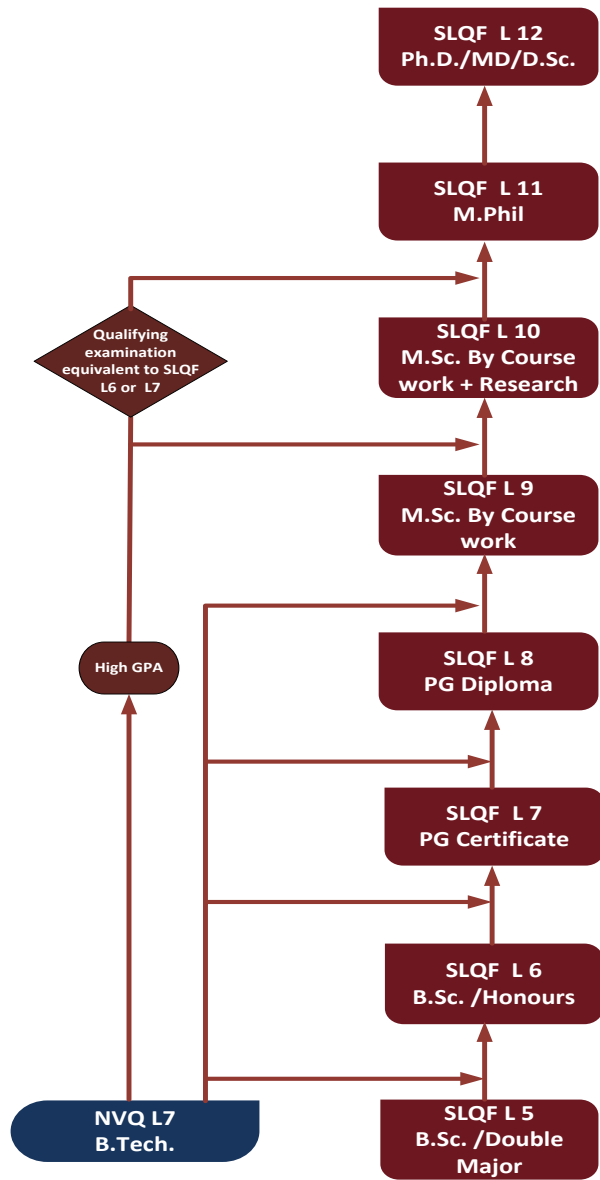 SLQF L 12
Ph.D./MD/D.Sc.
SLQF L 11
M.Phil
Qualifying
examination
equivalent to SLQF
L6 or L7
SLQF L 10
M.Sc. By Course
work + Research
SLQF L 9
M.Sc. By Course
work
High GPA
SLQF L 8
PG Diploma
SLQF L 7
PG Certificate
SLQF L 6
B.Sc. /Honours
NVQ L7
B.Tech.
SLQF L 5
B.Sc. /Double
Major